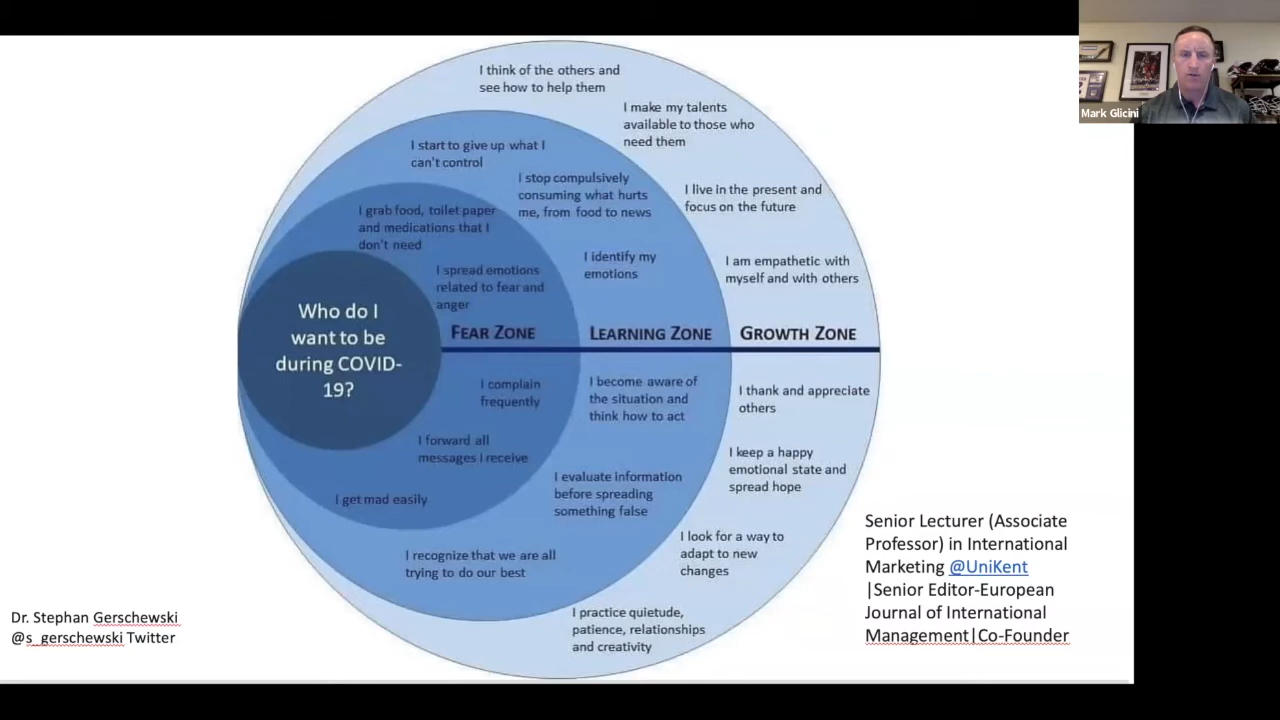 Mark Glicini
I think of the others and
see how to help them
I make my talents
available to those who
need them
I start to give up what I
can't control
I stop compulsively
consuming what hurts
me, from food to news
I live in the present and
focus on the future
I grab food, toilet paper
and medications that I
don't need
I identify my
emotions
I am empathetic with
myself and with others
I spread emotions
related to fear and
anger
Who do I
want to be
during COVID-
19?
FEAR ZONE
LEARNING ZONE
GROWTH ZONE
I complain
frequently
I become aware of
the situation and
think how to act
I thank and appreciate
others
I forward all
messages I receive
I keep a happy
emotional state and
spread hope
I get mad easily
I evaluate information
before spreading
something false
I look for a way to
adapt to new
changes
I recognize that we are all
trying to do our best
I practice quietude,
patience, relationships
and creativity
Senior Lecturer (Associate
Professor) in International
Marketing @UniKent
|Senior Editor-European
Journal of International
Management|Co-Founder
Dr. Stephan Gerschewski
@s_gerschewski Twitter